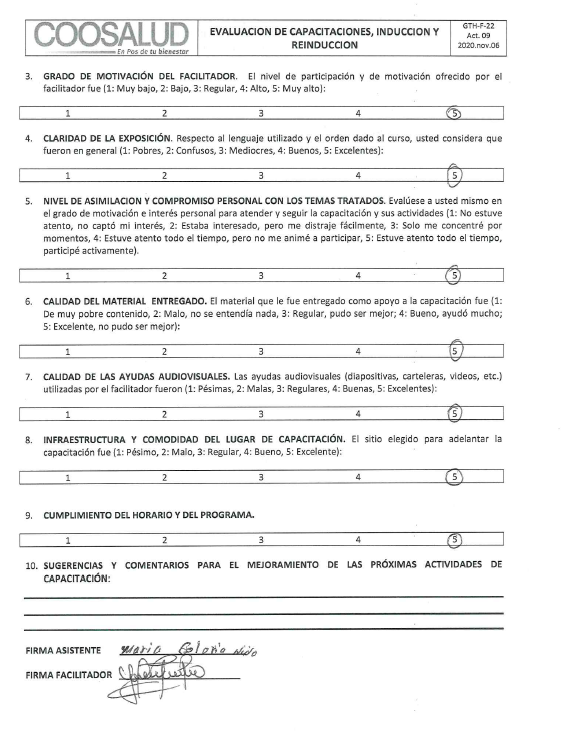 COOSALUD
En Pos de tu bienestar
EVALUACION DE CAPACITACIONES, INDUCCION Y
REINDUCCION
GTH-F-22
Act. 09
2020.nov.06
3. GRADO DE MOTIVACIÓN DEL FACILITADOR. El nivel de participación y de motivación ofrecido por el
facilitador fue (1: Muy bajo, 2: Bajo, 3: Regular, 4: Alto, 5: Muy alto):
1 2 3 4 5
4. CLARIDAD DE LA EXPOSICIÓN. Respecto al lenguaje utilizado y el orden dado al curso, usted considera que
fueron en general (1: Pobres, 2: Confusos, 3: Mediocres, 4: Buenos, 5: Excelentes):
1 2 3 4 5
5. NIVEL DE ASIMILACIÓN Y COMPROMISO PERSONAL CON LOS TEMAS TRATADOS. Evalúese a usted mismo en
el grado de motivación e interés personal para atender y seguir la capacitación y sus actividades (1: No estuve
atento, no captó mi interés, 2: Estaba interesado, pero me distraje fácilmente, 3: Solo me concentré por
momentos, 4: Estuve atento todo el tiempo, pero no me animé a participar, 5: Estuve atento todo el tiempo,
participé activamente).
1 2 3 4 5
6. CALIDAD DEL MATERIAL ENTREGADO. El material que le fue entregado como apoyo a la capacitación fue (1:
De muy pobre contenido, 2: Malo, no se entendía nada, 3: Regular, pudo ser mejor; 4: Bueno, ayudó mucho;
5: Excelente, no pudo ser mejor):
1 2 3 4 5
7. CALIDAD DE LAS AYUDAS AUDIOVISUALES. Las ayudas audiovisuales (diapositivas, carteleras, videos, etc.)
utilizadas por el facilitador fueron (1: Pésimas, 2: Malas, 3: Regulares, 4: Buenas, 5: Excelentes):
1 2 3 4 5
8. INFRAESTRUCTURA Y COMODIDAD DEL LUGAR DE CAPACITACIÓN. El sitio elegido para adelantar la
capacitación fue (1: Pésimo, 2: Malo, 3: Regular, 4: Bueno, 5: Excelente):
1 2 3 4 5
9. CUMPLIMIENTO DEL HORARIO Y DEL PROGRAMA.
1 2 3 4 5
10. SUGERENCIAS Y COMENTARIOS PARA EL MEJORAMIENTO DE LAS PRÓXIMAS ACTIVIDADES DE
CAPACITACIÓN:
FIRMA ASISTENTE Maria
FIRMA FACILITADOR